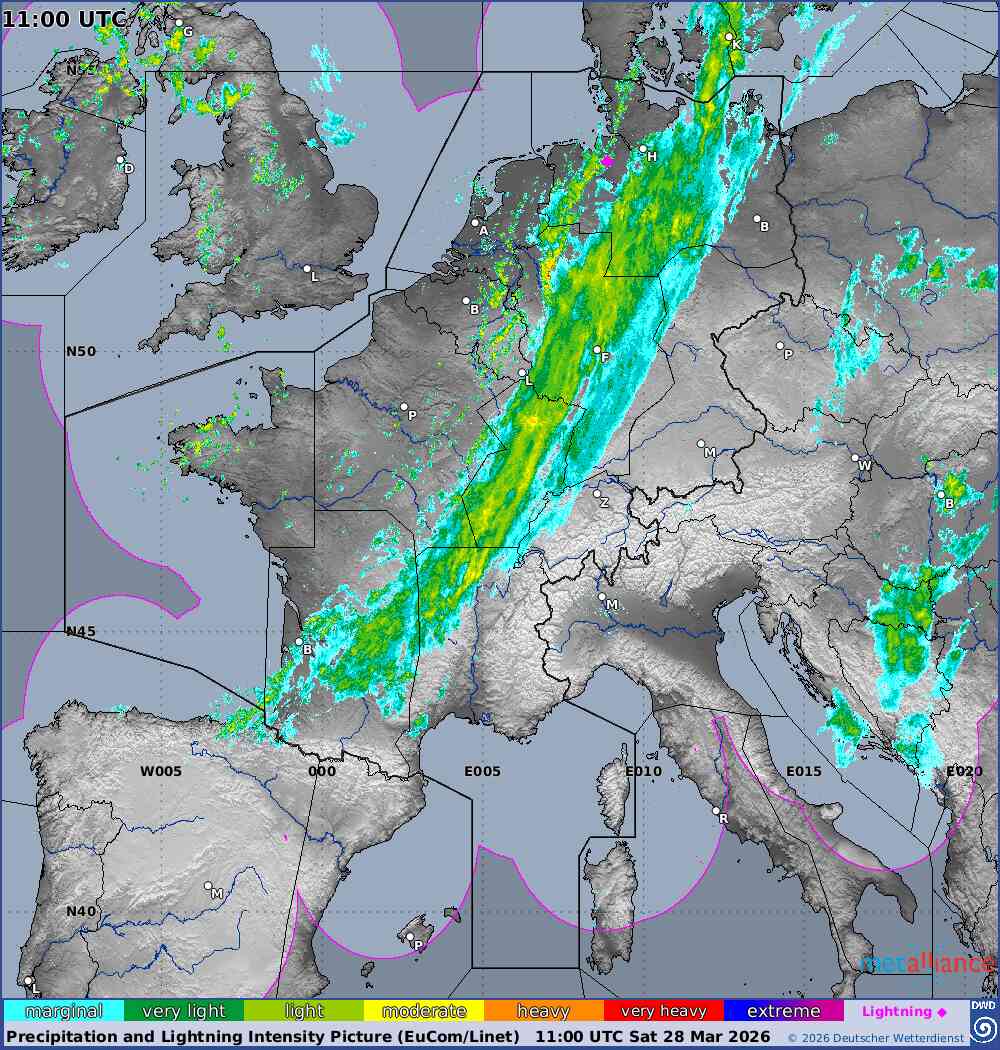 11:00 UTC
G
K
N55
H
D
A
B
L
B
N50
P
F
L
P
M
W
Z
B
M
N45
B
W005
000
E005
E010
E015
E020
R
M
N40
P
metalliance
L
marginal very light light moderate heavy very heavy extreme Lightning ◆
DWD
Precipitation and Lightning Intensity Picture (EuCom/Linet) 11:00 UTC Sat 28 Mar 2026 © 2026 Deutscher Wetterdienst